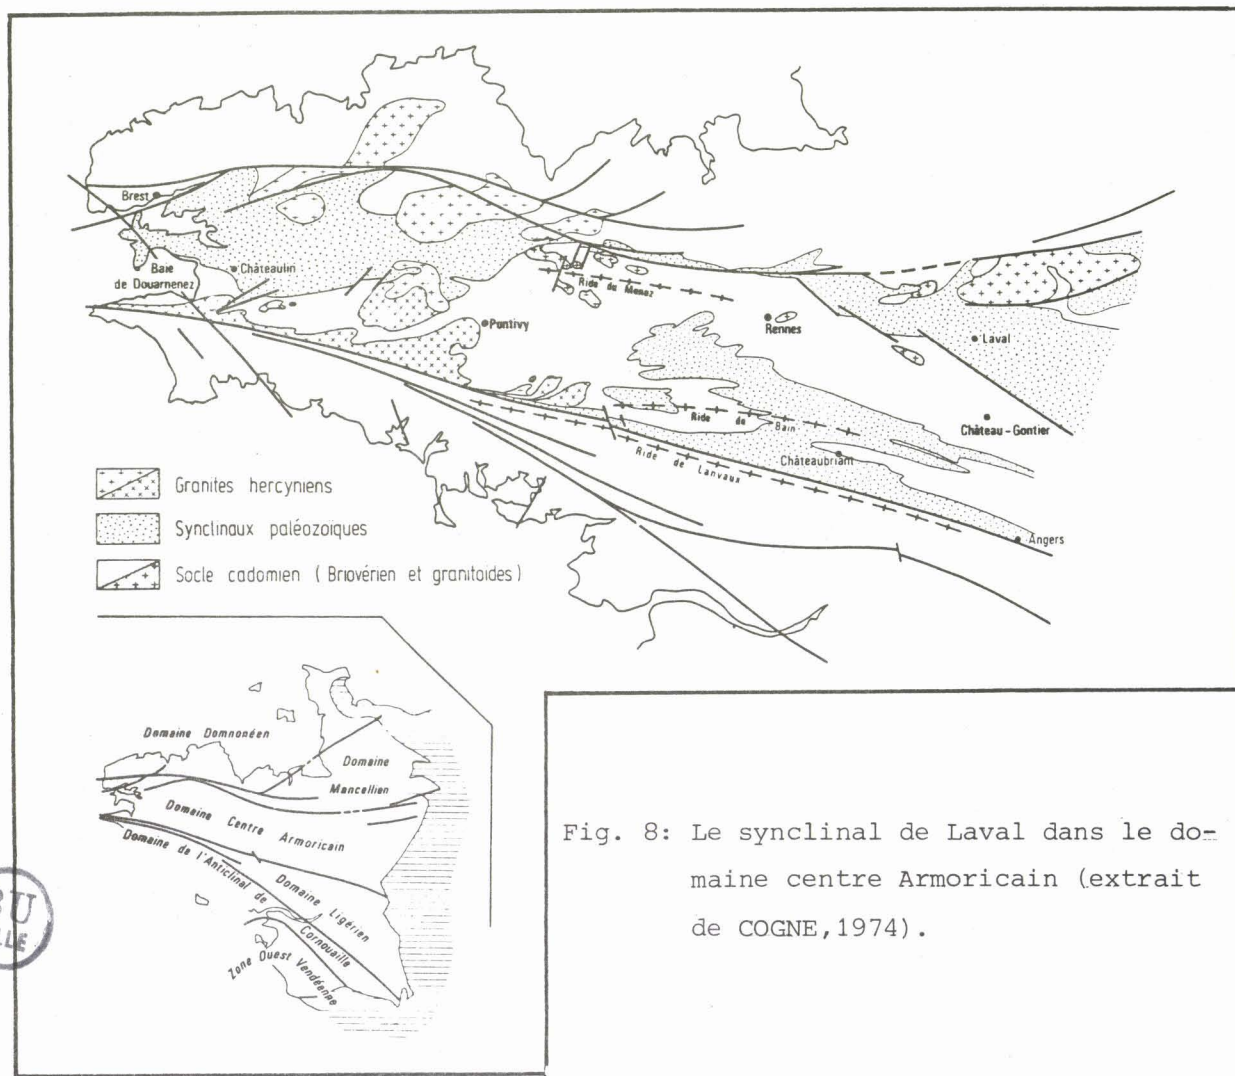 Brest
Baie
de Douarnenez
Châteaulin
Pontivy
Ride de Menez
Rennes
Laval
Château-Gontier
Ride de Bain
Châteaubriant
Ride de Lanvaux
Angers
Granites hercyniens
Synclinaux paléozoïques
Socle cadomien ( Briovérien et granitoides )
Domaine Domnonéen
Domaine
Mancellien
Domaine Centre Armoricain
Domaine de l'Anticlinal de
Cornouaille
Domaine Ligérien
Zone Ouest Vendéenne
Fig. 8: Le synclinal de Laval dans le do-
maine centre Armoricain (extrait
de COGNE,1974).